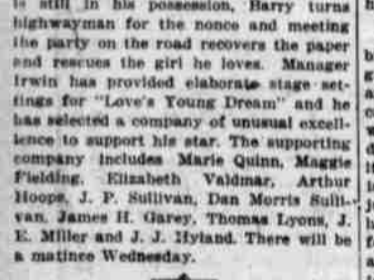 is still in his possession, Harry turns
highwayman for the nonce and meeting
the party on the road recovers the paper
and rescues the girl he loves. Manager
Irwin has provided elaborate stage set-
tings for "Love's Young Dream" and he
has selected a company of unusual excel-
lence to support his star. The supporting
company includes Marie Quinn, Maggie
Fielding, Elizabeth Valdmar, Arthur
Hoops, J. P. Sullivan, Dan Morris Sulli-
van, James H. Garey, Thomas Lyons, J.
E. Miller and J. J. Hyland. There will be
a matinee Wednesday.